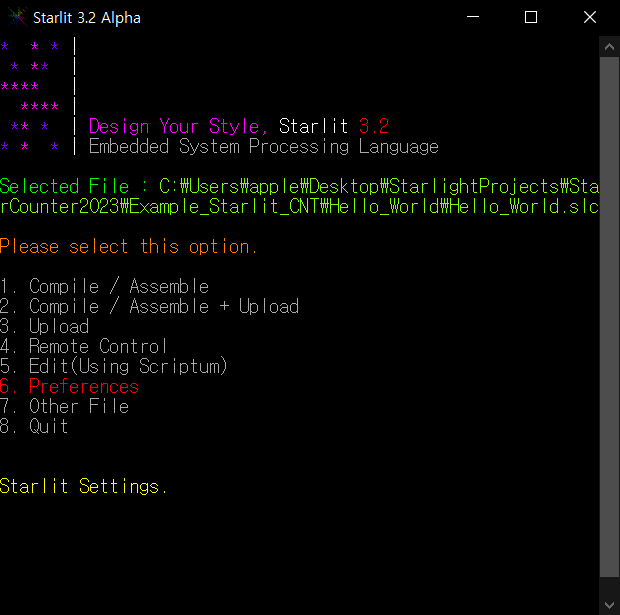 Starlit 3.2 Alpha
*  * * |
 * **  |
****   |
  **** |
 ** *  | Design Your Style, Starlit 3.2
* *  * | Embedded System Processing Language
Selected File : C:₩Users₩apple₩Desktop₩StarlightProjects₩Sta
rCounter2023₩Example_Starlit_CNT₩Hello_World₩Hello_World.slc
Please select this option.
1. Compile / Assemble
2. Compile / Assemble + Upload
3. Upload
4. Remote Control
5. Edit(Using Scriptum)
6. Preferences
7. Other File
8. Quit
Starlit Settings.